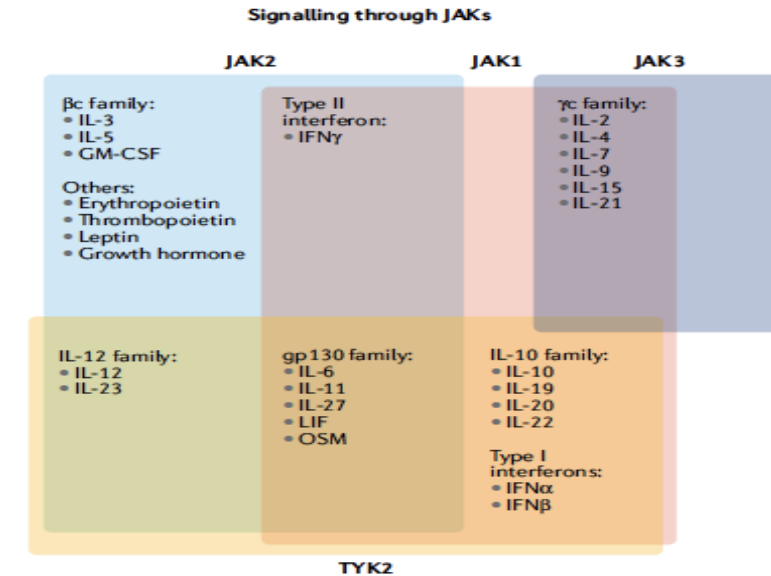 Signalling through JAKs
JAK2
JAK1
JAK3
βc family:
• IL-3
• IL-5
• GM-CSF
Others:
• Erythropoietin
• Thrombopoietin
• Leptin
• Growth hormone
Type II
interferon:
• IFNγ
γc family:
• IL-2
• IL-4
• IL-7
• IL-9
• IL-15
• IL-21
IL-12 family:
• IL-12
• IL-23
gp130 family:
• IL-6
• IL-11
• IL-27
• LIF
• OSM
IL-10 family:
• IL-10
• IL-19
• IL-20
• IL-22
Type I
interferons:
• IFNα
• IFNβ
TYK2